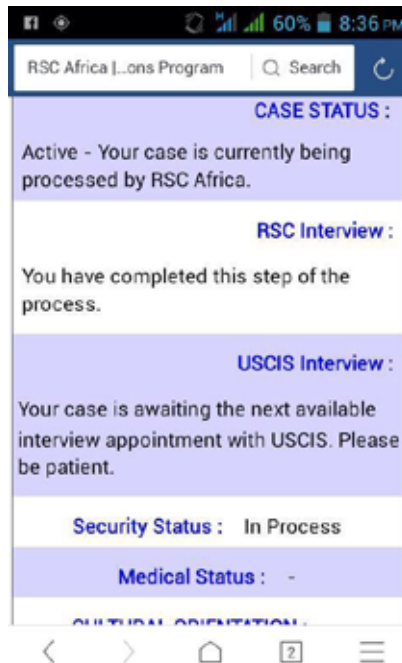 60% 8:36 PM
RSC Africa |...ons Program Search
CASE STATUS :
Active - Your case is currently being
processed by RSC Africa.
RSC Interview :
You have completed this step of the
process.
USCIS Interview :
Your case is awaiting the next available
interview appointment with USCIS. Please
be patient.
Security Status : In Process
Medical Status : -
CULTURAL ORIENTATION :
2